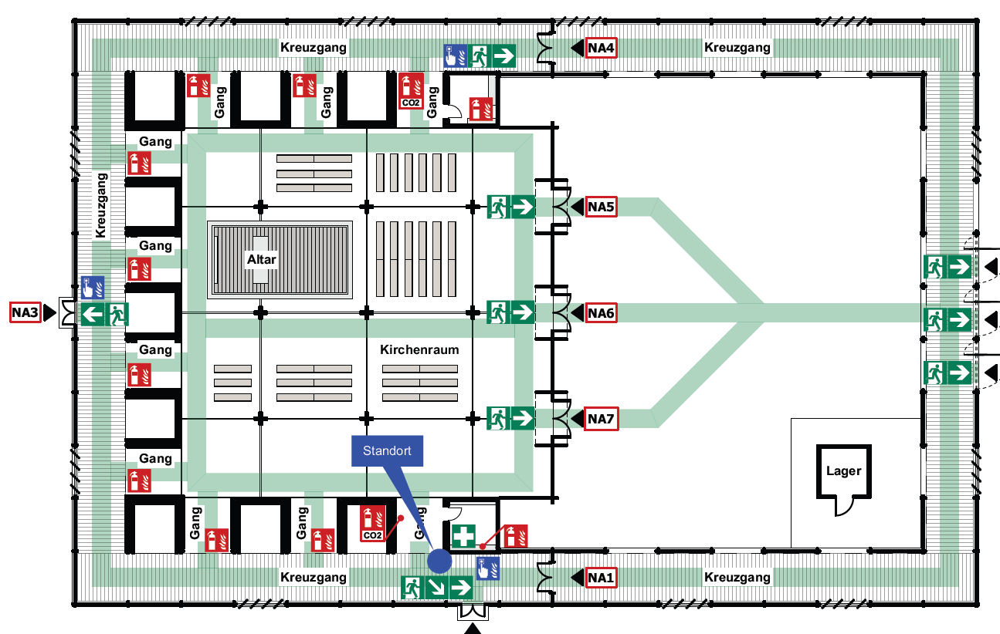 Kreuzgang
NA4
Kreuzgang
Gang
Gang
CO2
Gang
Gang
Kreuzgang
NA5
Gang
Altar
NA3
NA6
Gang
Kirchenraum
NA7
Standort
Gang
Lager
Gang
Gang
CO2
Gang
Kreuzgang
NA1
Kreuzgang